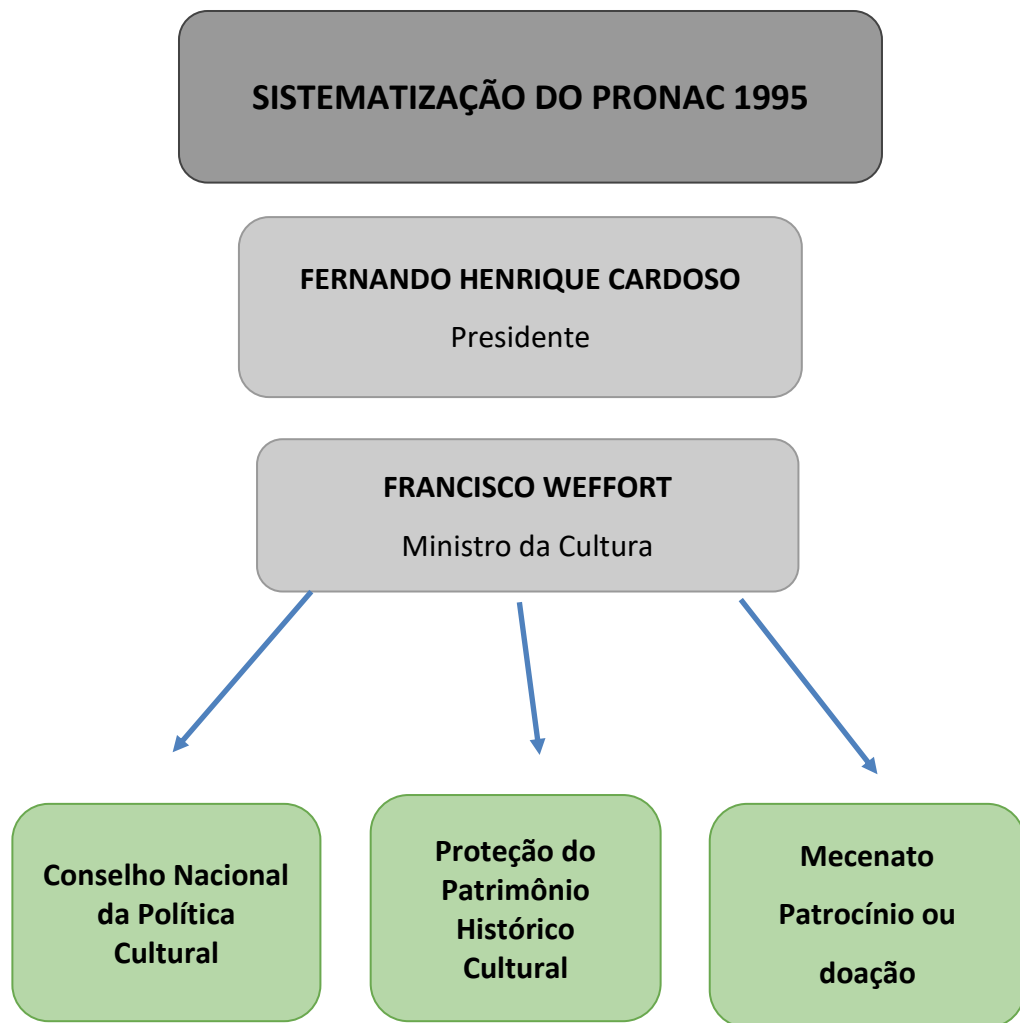 SISTEMATIZAÇÃO DO PRONAC 1995
FERNANDO HENRIQUE CARDOSO
Presidente
FRANCISCO WEFFORT
Ministro da Cultura
Conselho Nacional
da Política
Cultural
Proteção do
Patrimônio
Histórico
Cultural
Mecenato
Patrocínio ou
doação